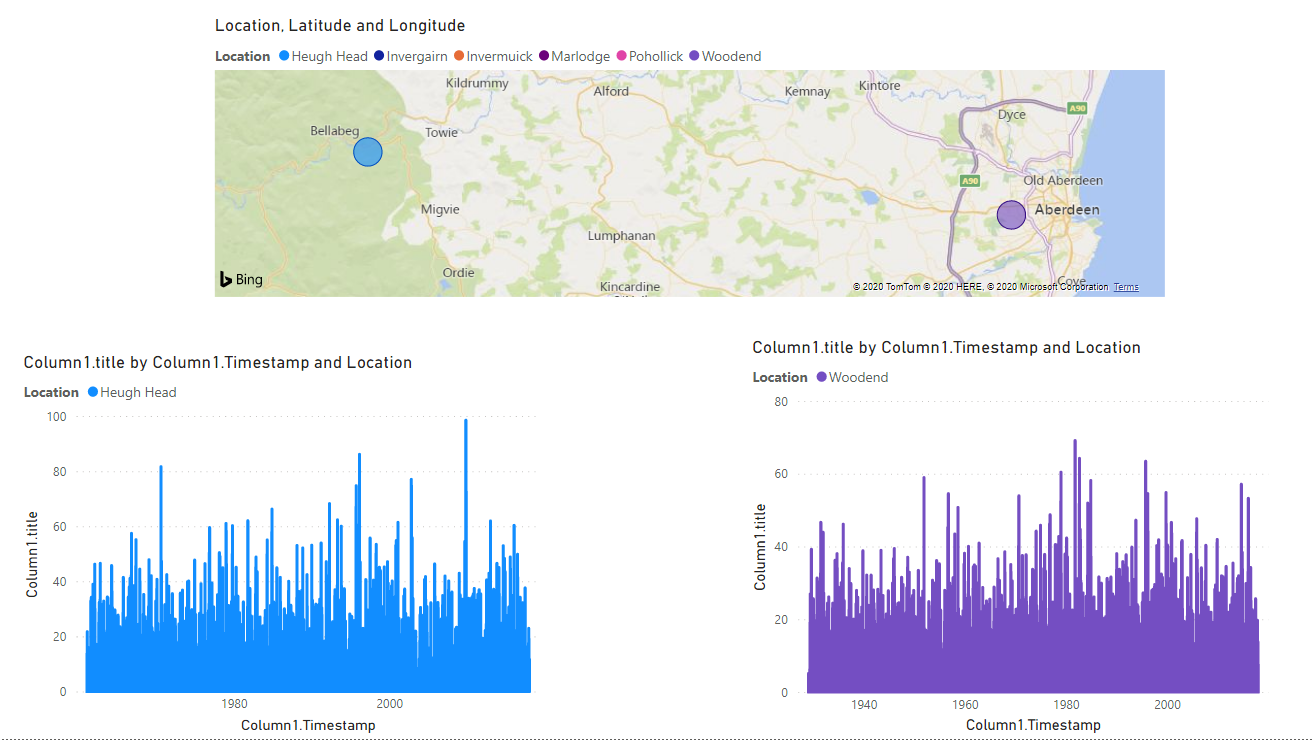 Location, Latitude and Longitude
Location Heugh Head Invergairn Invermuick Marlodge Pohollick Woodend
Kildrummy
Alford
Kemnay
Kintore
A90
Dyce
Bellabeg
Towie
A90
Old Aberdeen
Migvie
Aberdeen
Lumphanan
Ordie
Bing
Kincardine
Cove
© 2020 TomTom © 2020 HERE, © 2020 Microsoft Corporation Terms
Column1.title by Column1.Timestamp and Location
Location Heugh Head
100
80
60
40
20
0
Column1.title
1980 2000
Column1.Timestamp
Column1.title by Column1.Timestamp and Location
Location Woodend
80
60
40
20
0
Column1.title
1940 1960 1980 2000
Column1.Timestamp